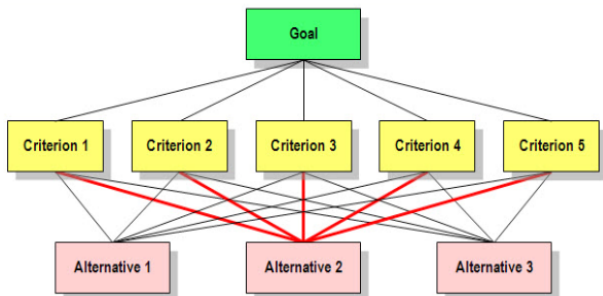 Goal
Criterion 1
Criterion 2
Criterion 3
Criterion 4
Criterion 5
Alternative 1
Alternative 2
Alternative 3